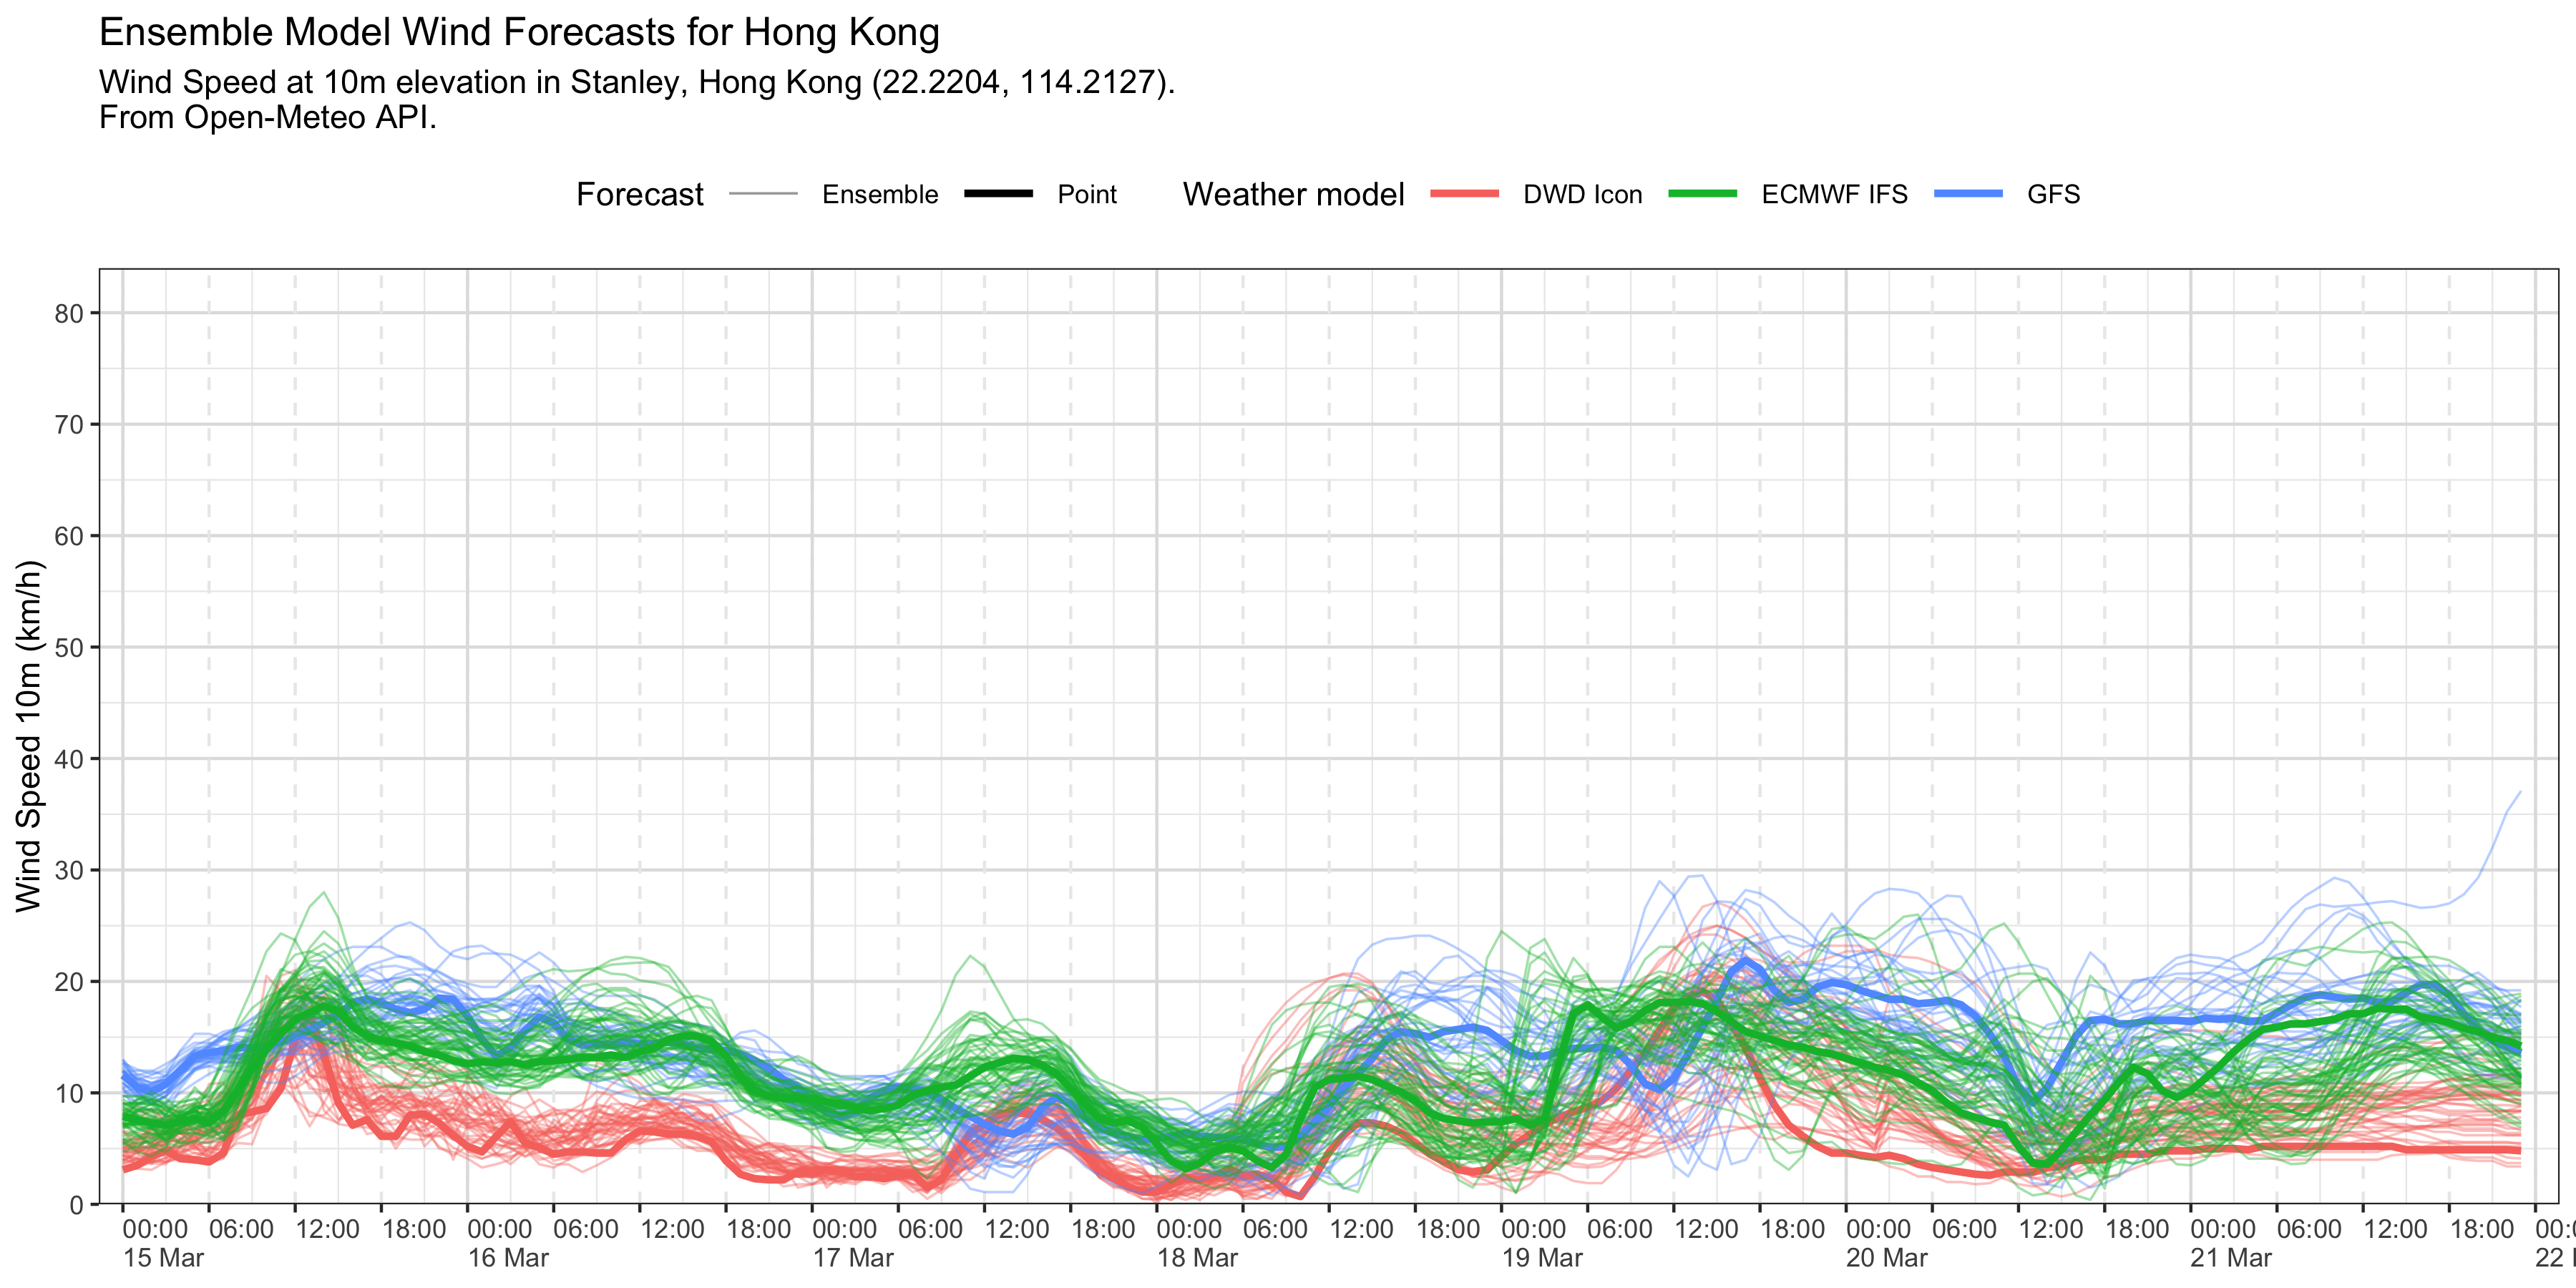 Ensemble Model Wind Forecasts for Hong Kong
Wind Speed at 10m elevation in Stanley, Hong Kong (22.2204, 114.2127).
From Open-Meteo API.
Forecast Ensemble Point Weather model DWD Icon ECMWF IFS GFS
Wind Speed 10m (km/h)
80
70
60
50
40
30
20
10
0
00:00 06:00 12:00 18:00 00:00 06:00 12:00 18:00 00:00 06:00 12:00 18:00 00:00 06:00 12:00 18:00 00:00 06:00 12:00 18:00 00:00 06:00 12:00 18:00 00:00 06:00 12:00 18:00
15 Mar 16 Mar 17 Mar 18 Mar 19 Mar 20 Mar 21 Mar 22